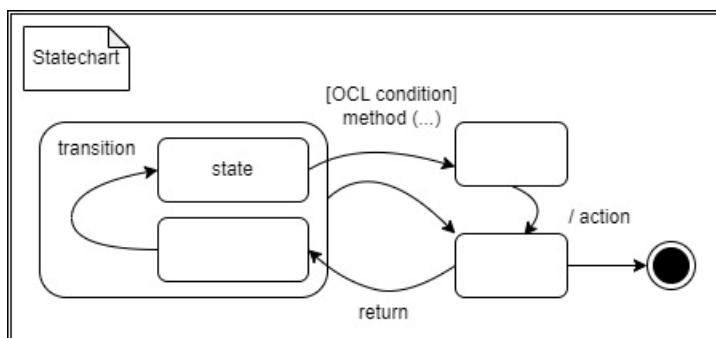 Statechart
[OCL condition]
method (...)
transition
state
/ action
return